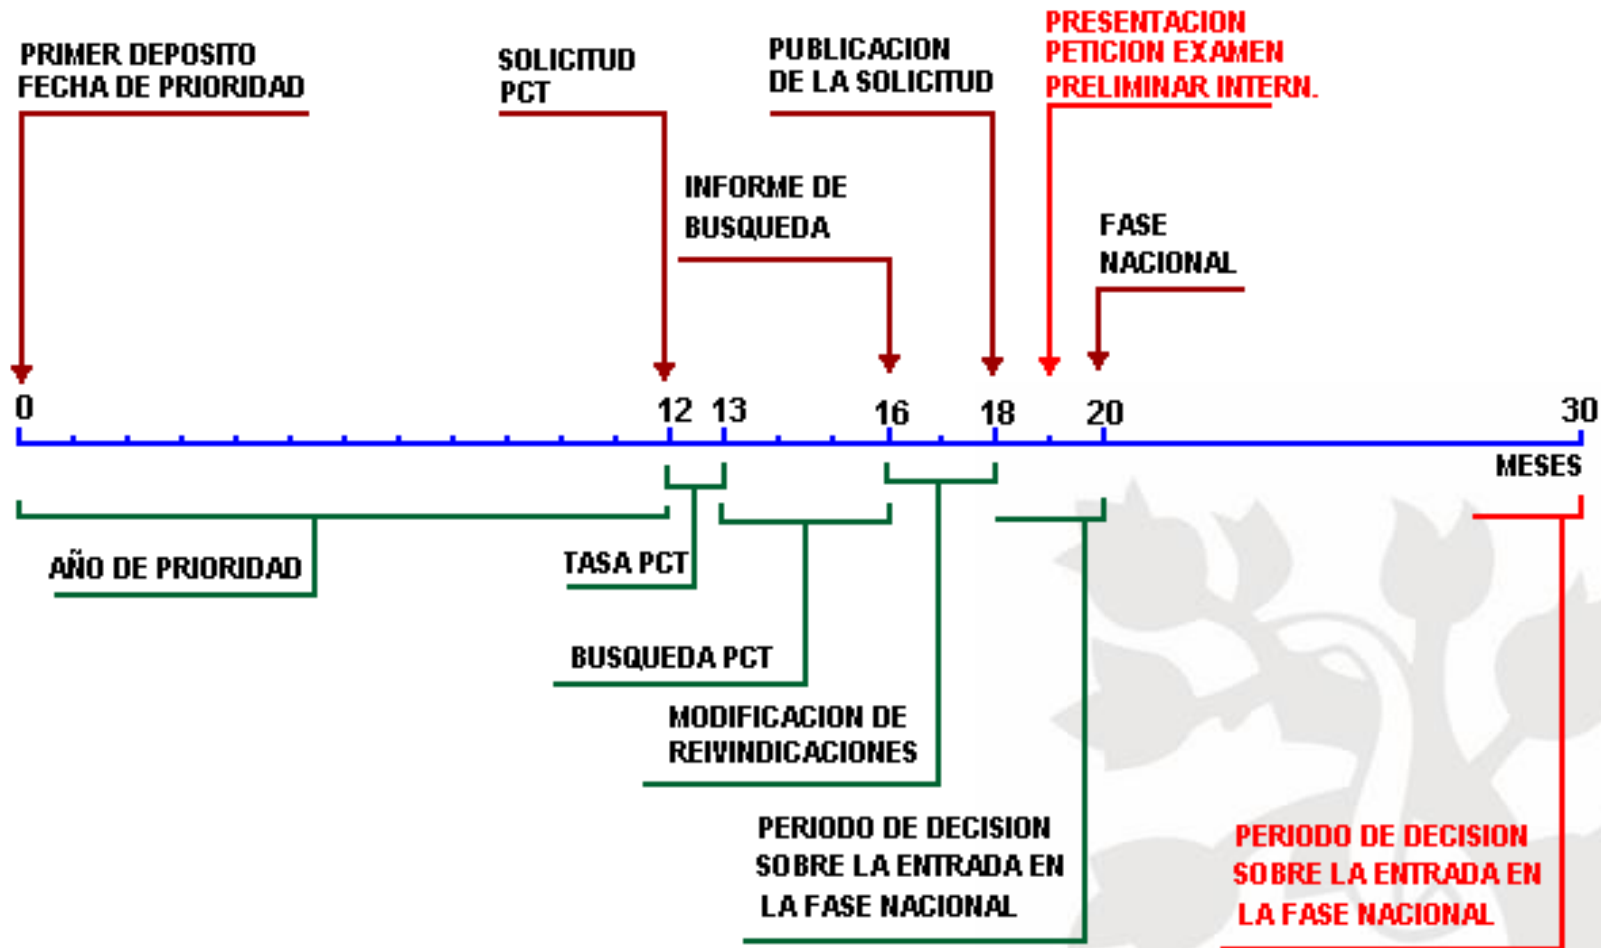 PRIMER DEPOSITO
FECHA DE PRIORIDAD
SOLICITUD
PCT
PUBLICACION
DE LA SOLICITUD
PRESENTACION
PETICION EXAMEN
PRELIMINAR INTERN.
INFORME DE
BUSQUEDA
FASE
NACIONAL
0 12 13 16 18 20 30
MESES
AÑO DE PRIORIDAD
TASA PCT
BUSQUEDA PCT
MODIFICACION DE
REIVINDICACIONES
PERIODO DE DECISION
SOBRE LA ENTRADA EN
LA FASE NACIONAL
PERIODO DE DECISION
SOBRE LA ENTRADA EN
LA FASE NACIONAL